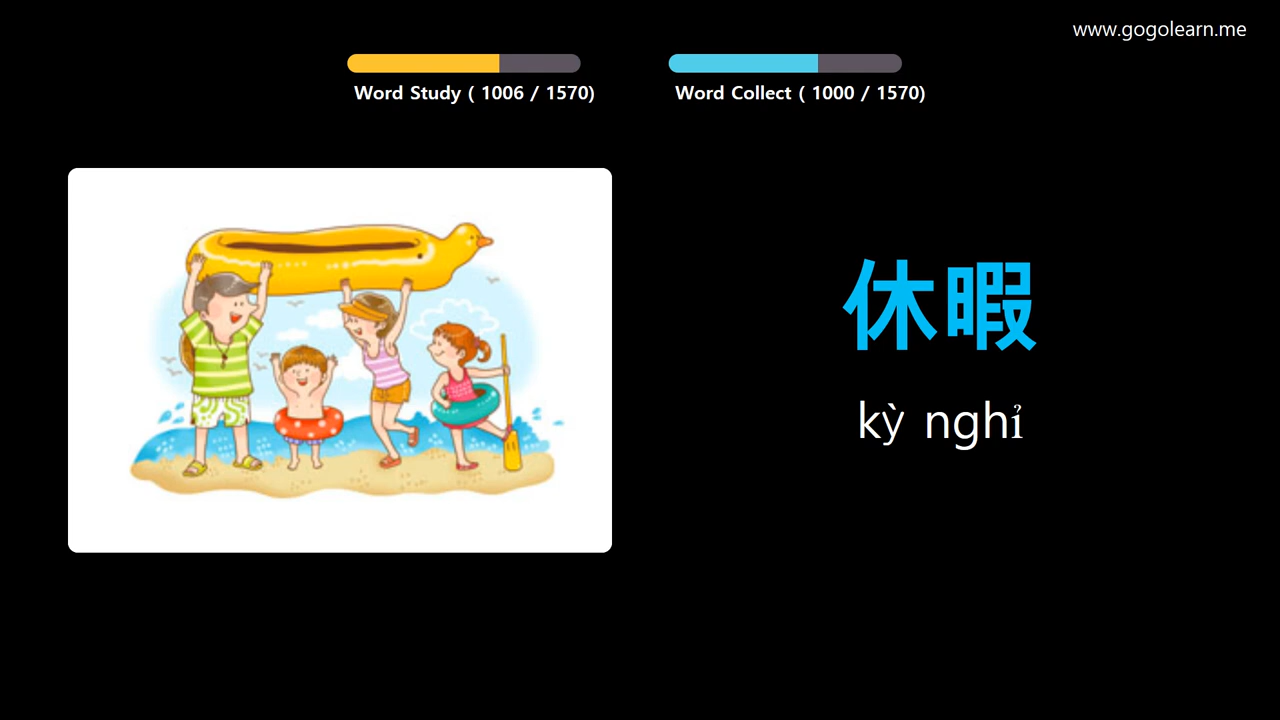 www.gogolearn.me
Word Study ( 1006 / 1570)
Word Collect ( 1000 / 1570)
休暇
kỳ nghỉ